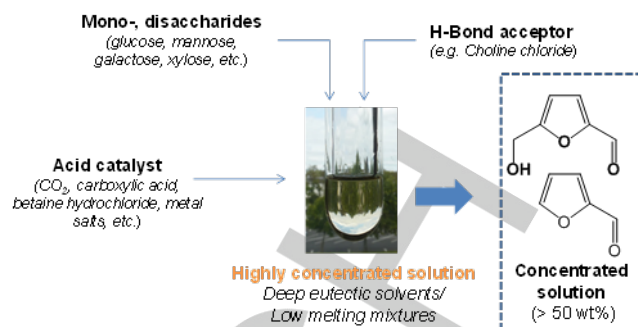 Mono-, disaccharides
(glucose, mannose,
galactose, xylose, etc.)
H-Bond acceptor
(e.g. Choline chloride)
Acid catalyst
(CO₂, carboxylic acid,
betaine hydrochloride, metal
salts, etc.)
Highly concentrated solution
Deep eutectic solvents/
Low melting mixtures
O
OH
O
O
O
Concentrated
solution
(> 50 wt%)